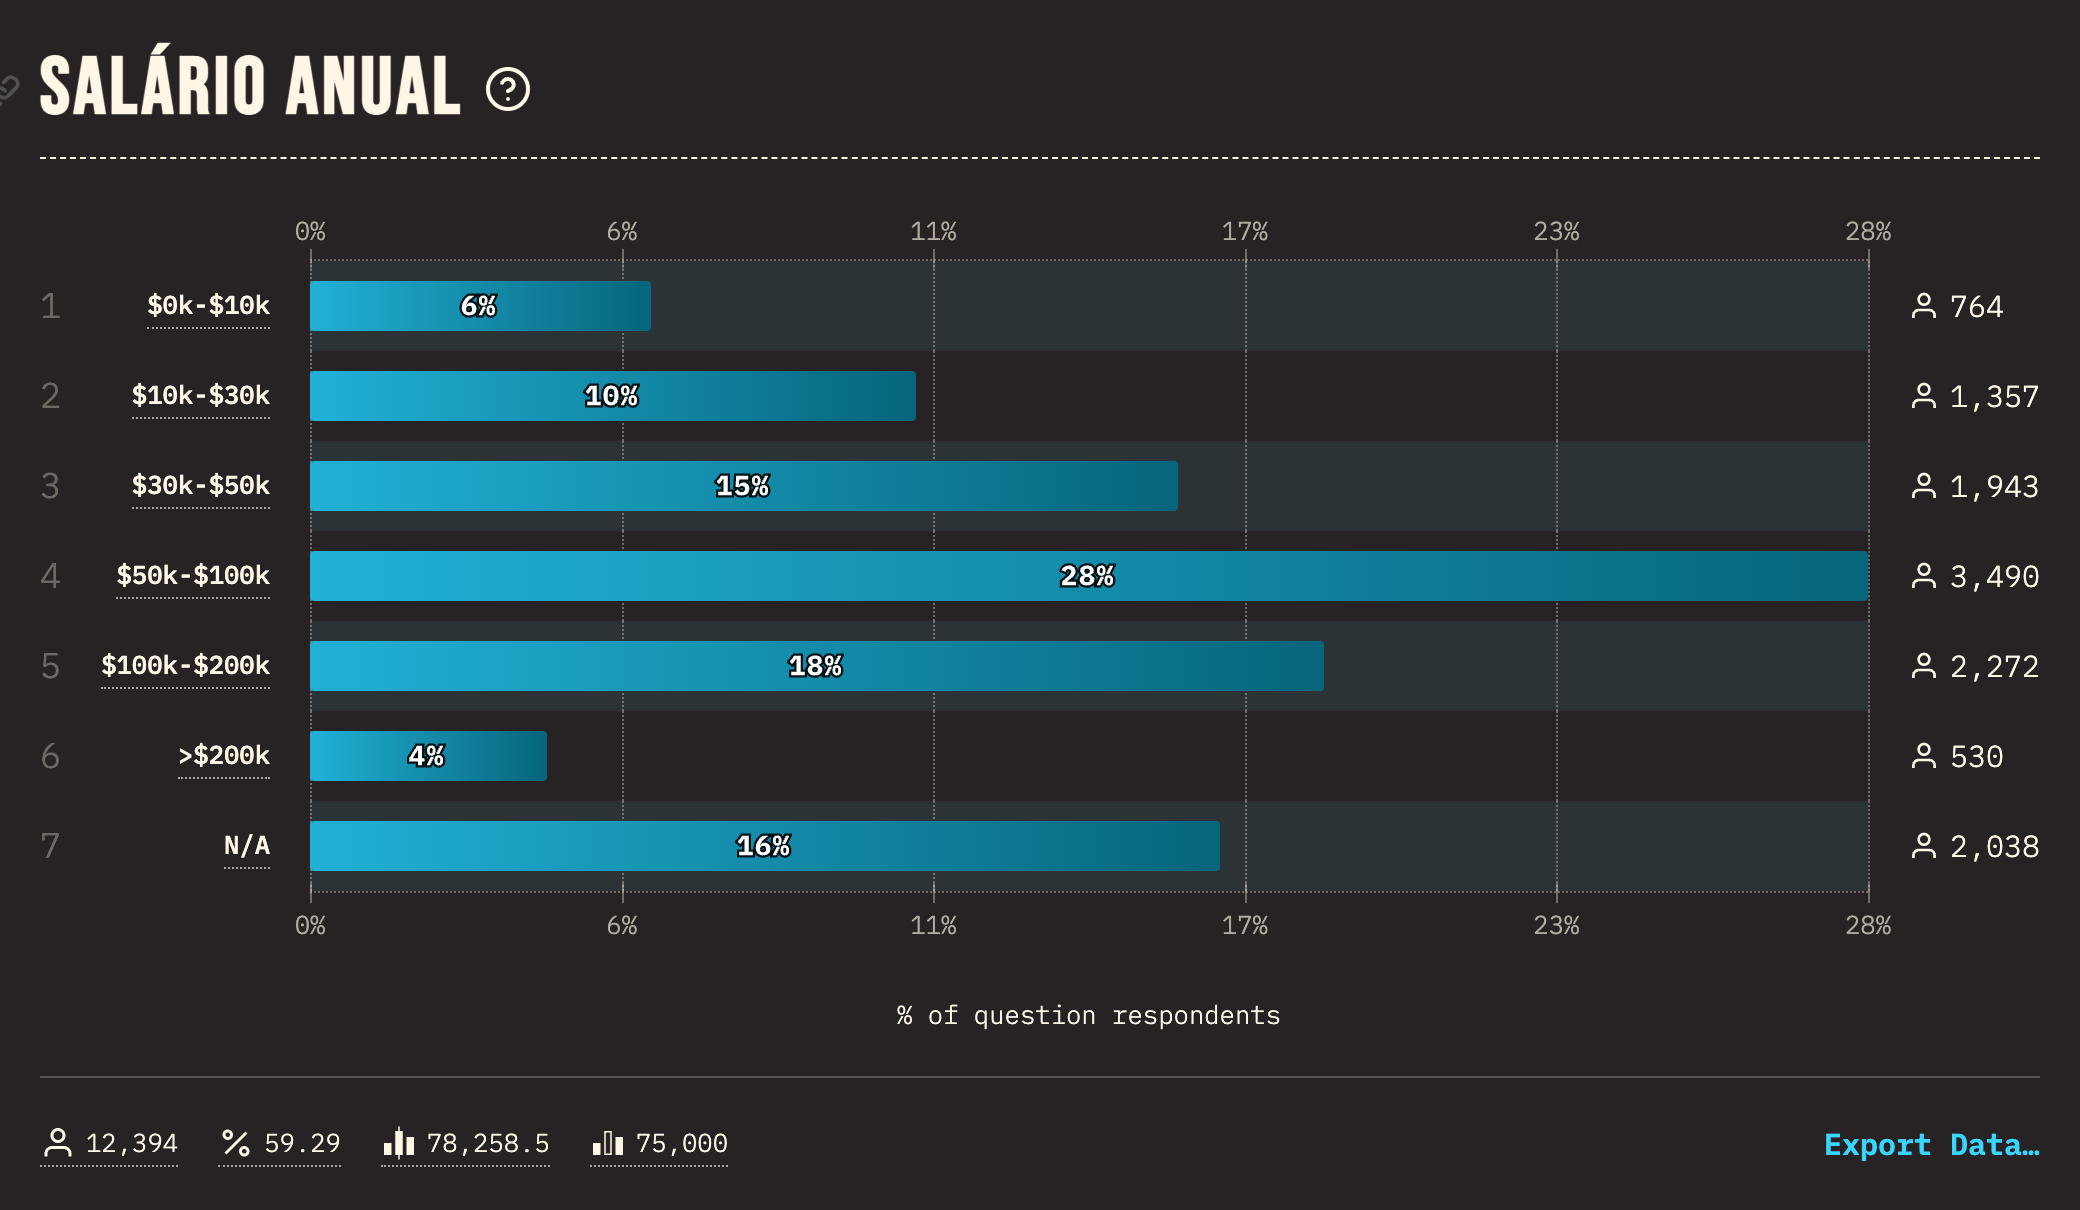 SALÁRIO ANUAL ?
0% 6% 11% 17% 23% 28%
1 $0k-$10k 6% 764
2 $10k-$30k 10% 1,357
3 $30k-$50k 15% 1,943
4 $50k-$100k 28% 3,490
5 $100k-$200k 18% 2,272
6 >$200k 4% 530
7 N/A 16% 2,038
0% 6% 11% 17% 23% 28%
% of question respondents
12,394 % 59.29 78,258.5 75,000 Export Data…